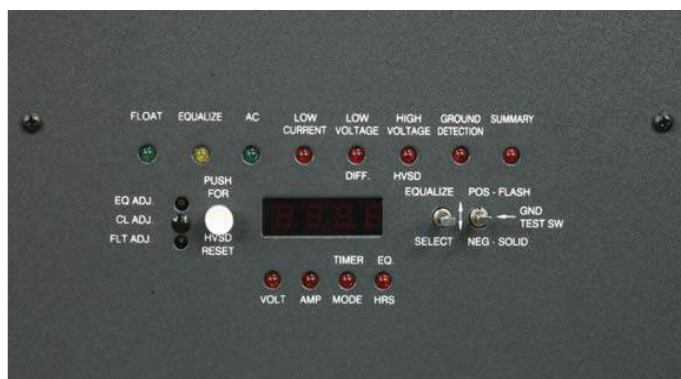 FLOAT EQUALIZE AC LOW CURRENT LOW VOLTAGE HIGH VOLTAGE GROUND DETECTION SUMMARY
DIFF. HVSD
PUSH FOR
HVSD RESET
EQ ADJ.
CL ADJ.
FLT ADJ
EQUALIZE POS - FLASH
GND TEST SW
SELECT NEG - SOLID
TIMER EQ.
VOLT AMP MODE HRS